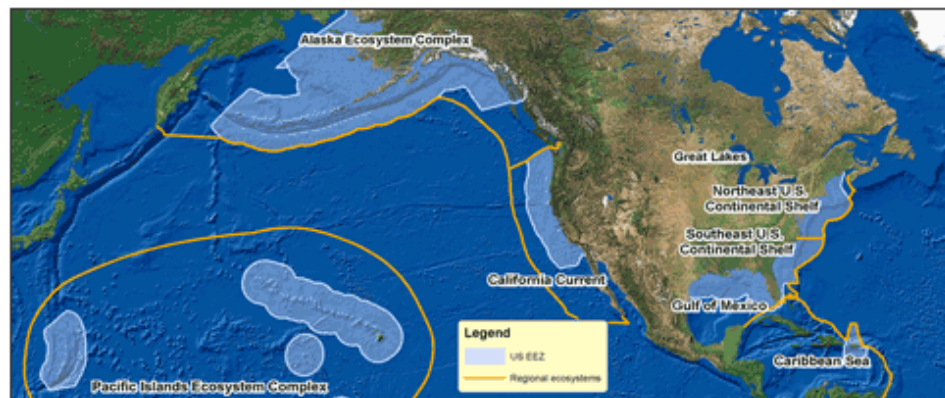 Alaska Ecosystem Complex
Great Lakes
Northeast U.S.
Continental Shelf
Southeast U.S.
Continental Shelf
California Current
Gulf of Mexico
Legend
US EEZ
Regional ecosystems
Caribbean Sea
Pacific Islands Ecosystem Complex